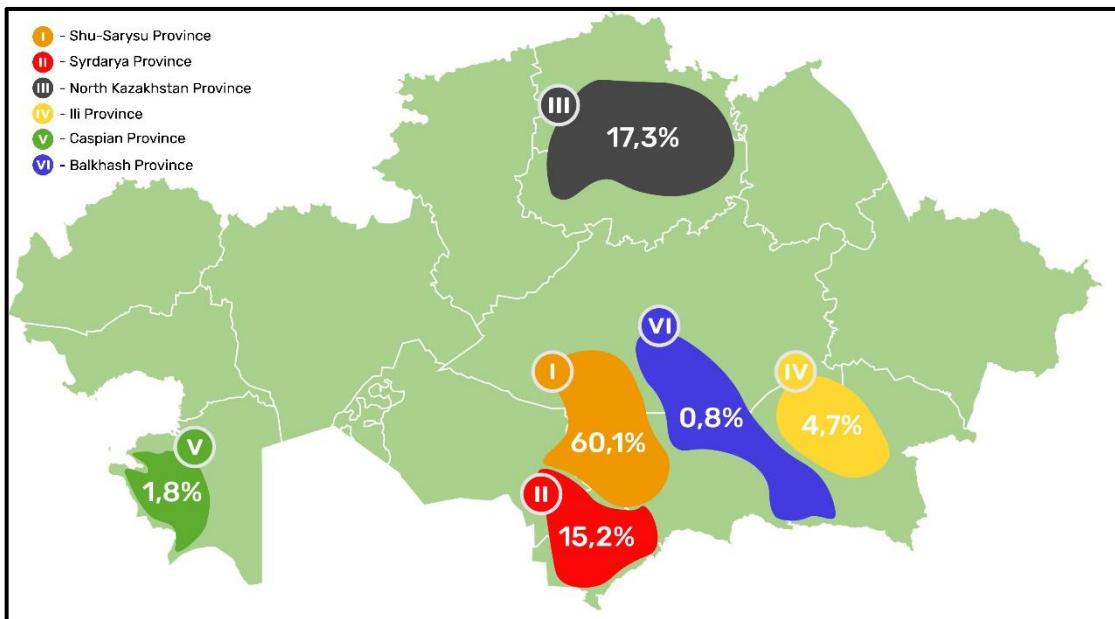 I - Shu-Sarysu Province
II - Syrdarya Province
III - North Kazakhstan Province
IV - Ili Province
V - Caspian Province
VI - Balkhash Province
III
17,3%
VI
I
IV
0,8%
4,7%
60,1%
V
1,8%
II
15,2%